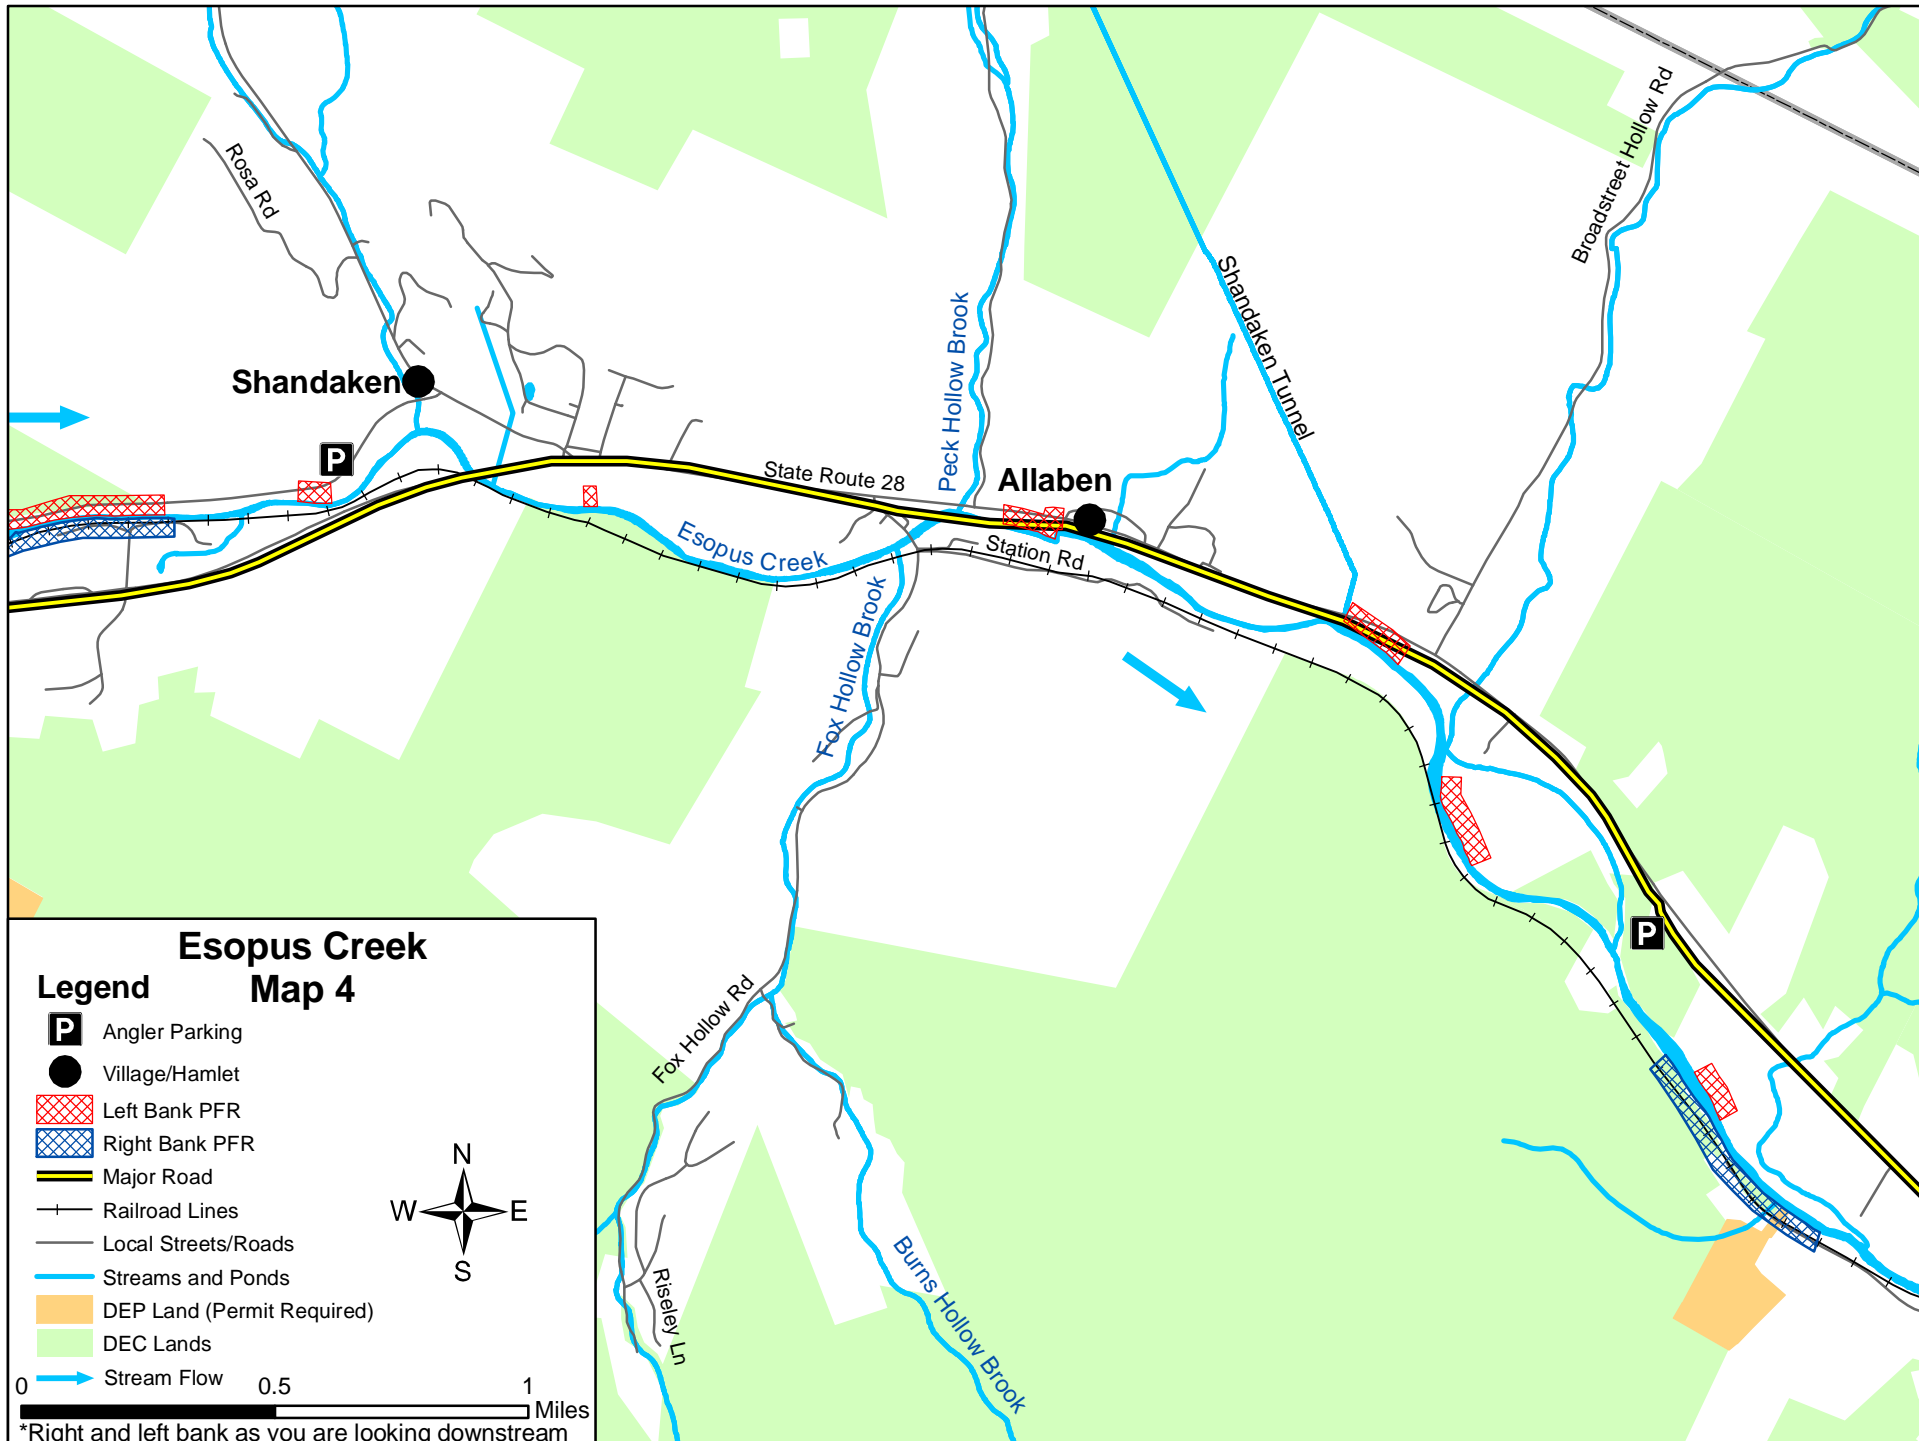 Rosa Rd
Broadstreet Hollow Rd
Shandaken Tunnel
Peck Hollow Brook
Shandaken
P
State Route 28
Allaben
Esopus Creek
Station Rd
Fox Hollow Brook
P
Fox Hollow Rd
Burns Hollow Brook
Riseley Ln
Esopus Creek
Map 4
Legend
P Angler Parking
Village/Hamlet
Left Bank PFR
Right Bank PFR
Major Road
Railroad Lines
Local Streets/Roads
Streams and Ponds
DEP Land (Permit Required)
DEC Lands
Stream Flow
N
W E
S
0 0.5 1
Miles
*Right and left bank as you are looking downstream